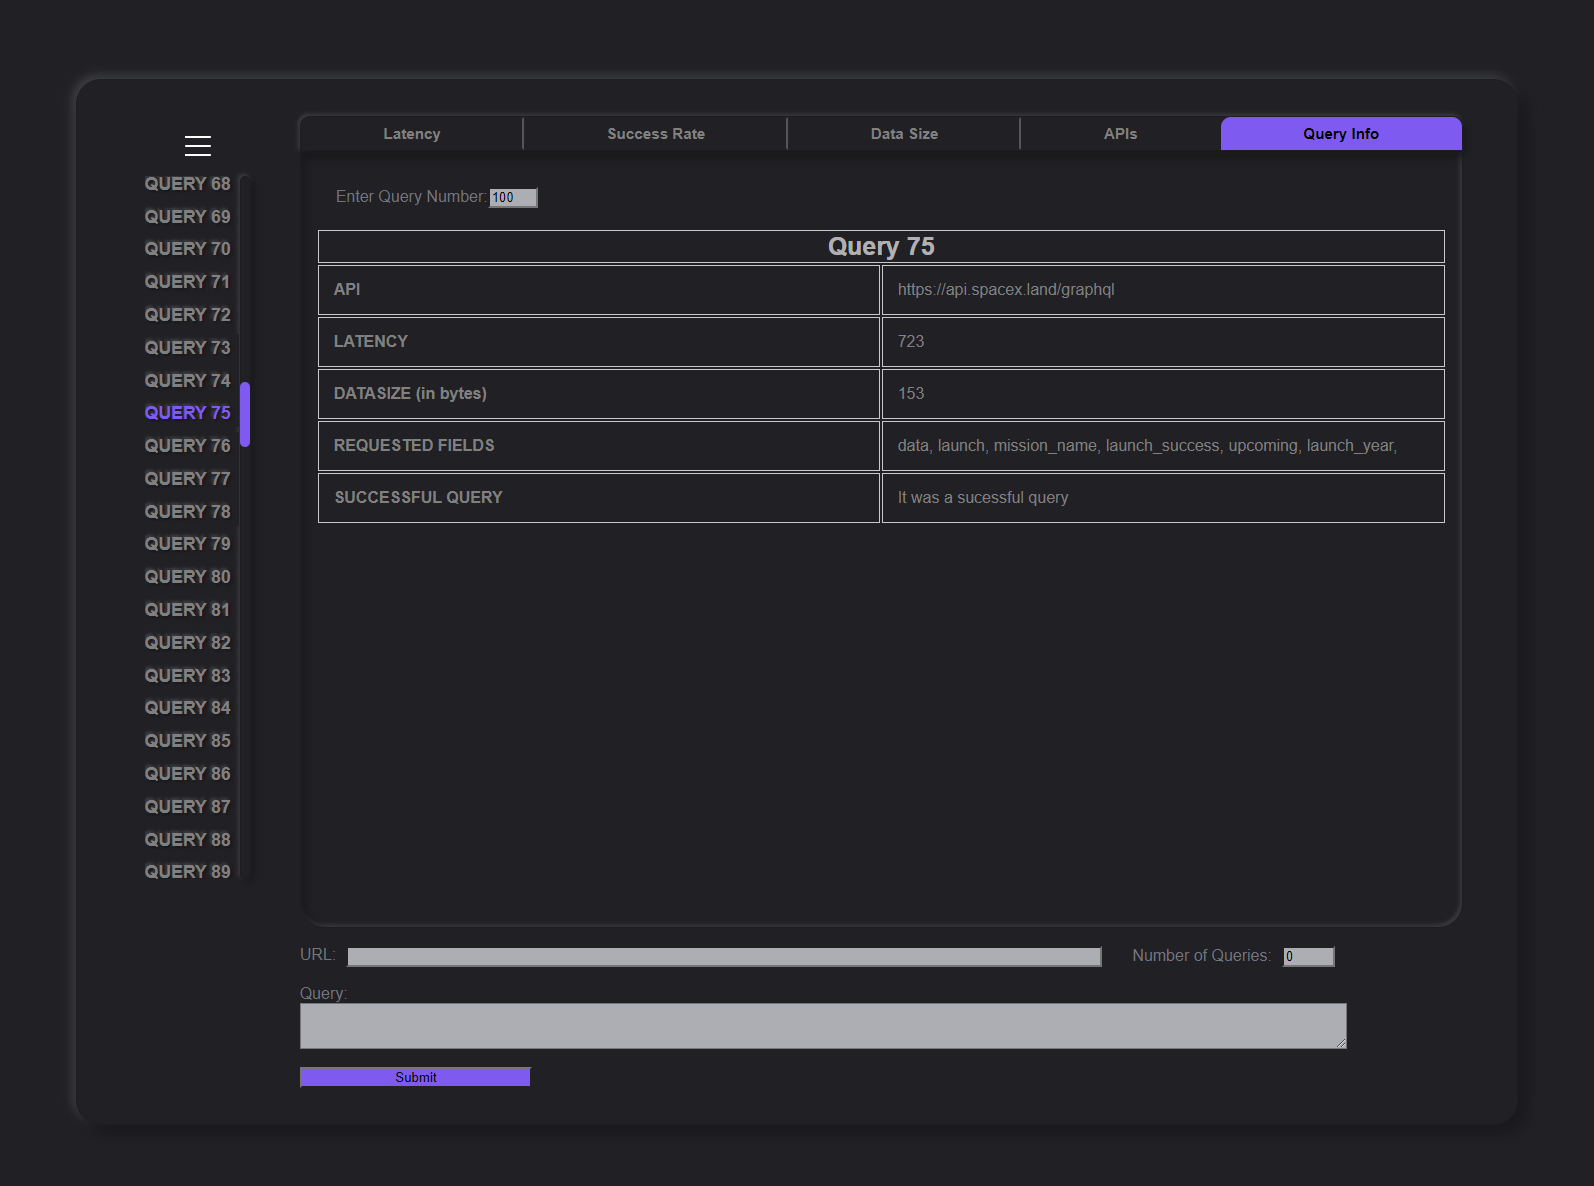 Latency
Success Rate
Data Size
APIs
Query Info
QUERY 68
QUERY 69
QUERY 70
QUERY 71
QUERY 72
QUERY 73
QUERY 74
QUERY 75
QUERY 76
QUERY 77
QUERY 78
QUERY 79
QUERY 80
QUERY 81
QUERY 82
QUERY 83
QUERY 84
QUERY 85
QUERY 86
QUERY 87
QUERY 88
QUERY 89
Enter Query Number: 100
Query 75
API https://api.spacex.land/graphql
LATENCY 723
DATASIZE (in bytes) 153
REQUESTED FIELDS data, launch, mission_name, launch_success, upcoming, launch_year,
SUCCESSFUL QUERY It was a sucessful query
URL: Number of Queries: 0
Query:
Submit